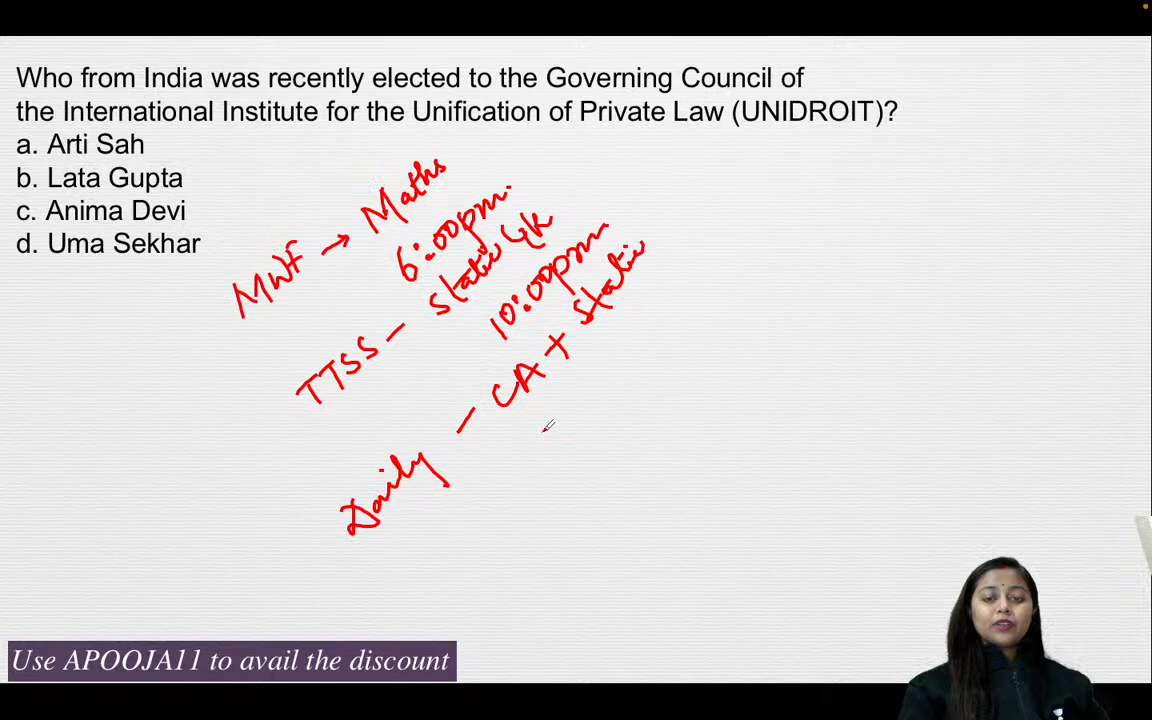 Who from India was recently elected to the Governing Council of
the International Institute for the Unification of Private Law (UNIDROIT)?
a. Arti Sah
b. Lata Gupta
c. Anima Devi
d. Uma Sekhar
MWF → Maths
6:00pm.
TTSS - Static GK
10:00pm.
Daily - CA + Static
Use APOOJA11 to avail the discount